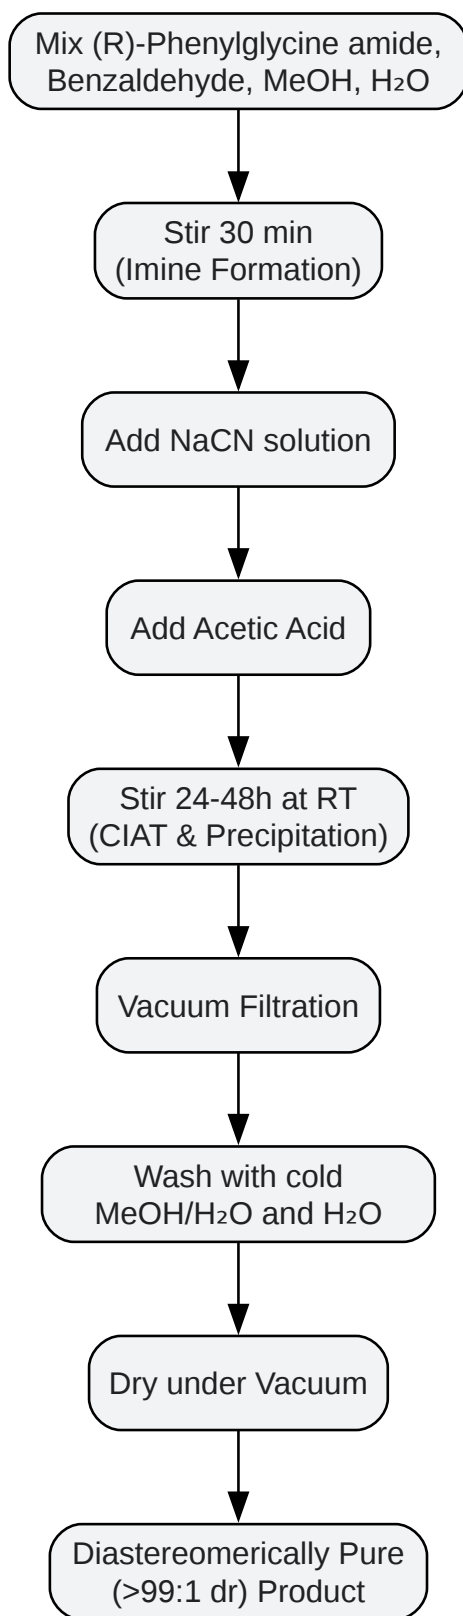 Mix (R)-Phenylglycine amide,
Benzaldehyde, MeOH, H₂O
Stir 30 min
(Imine Formation)
Add NaCN solution
Add Acetic Acid
Stir 24-48h at RT
(CIAT & Precipitation)
Vacuum Filtration
Wash with cold
MeOH/H₂O and H₂O
Dry under Vacuum
Diastereomerically Pure
(>99:1 dr) Product